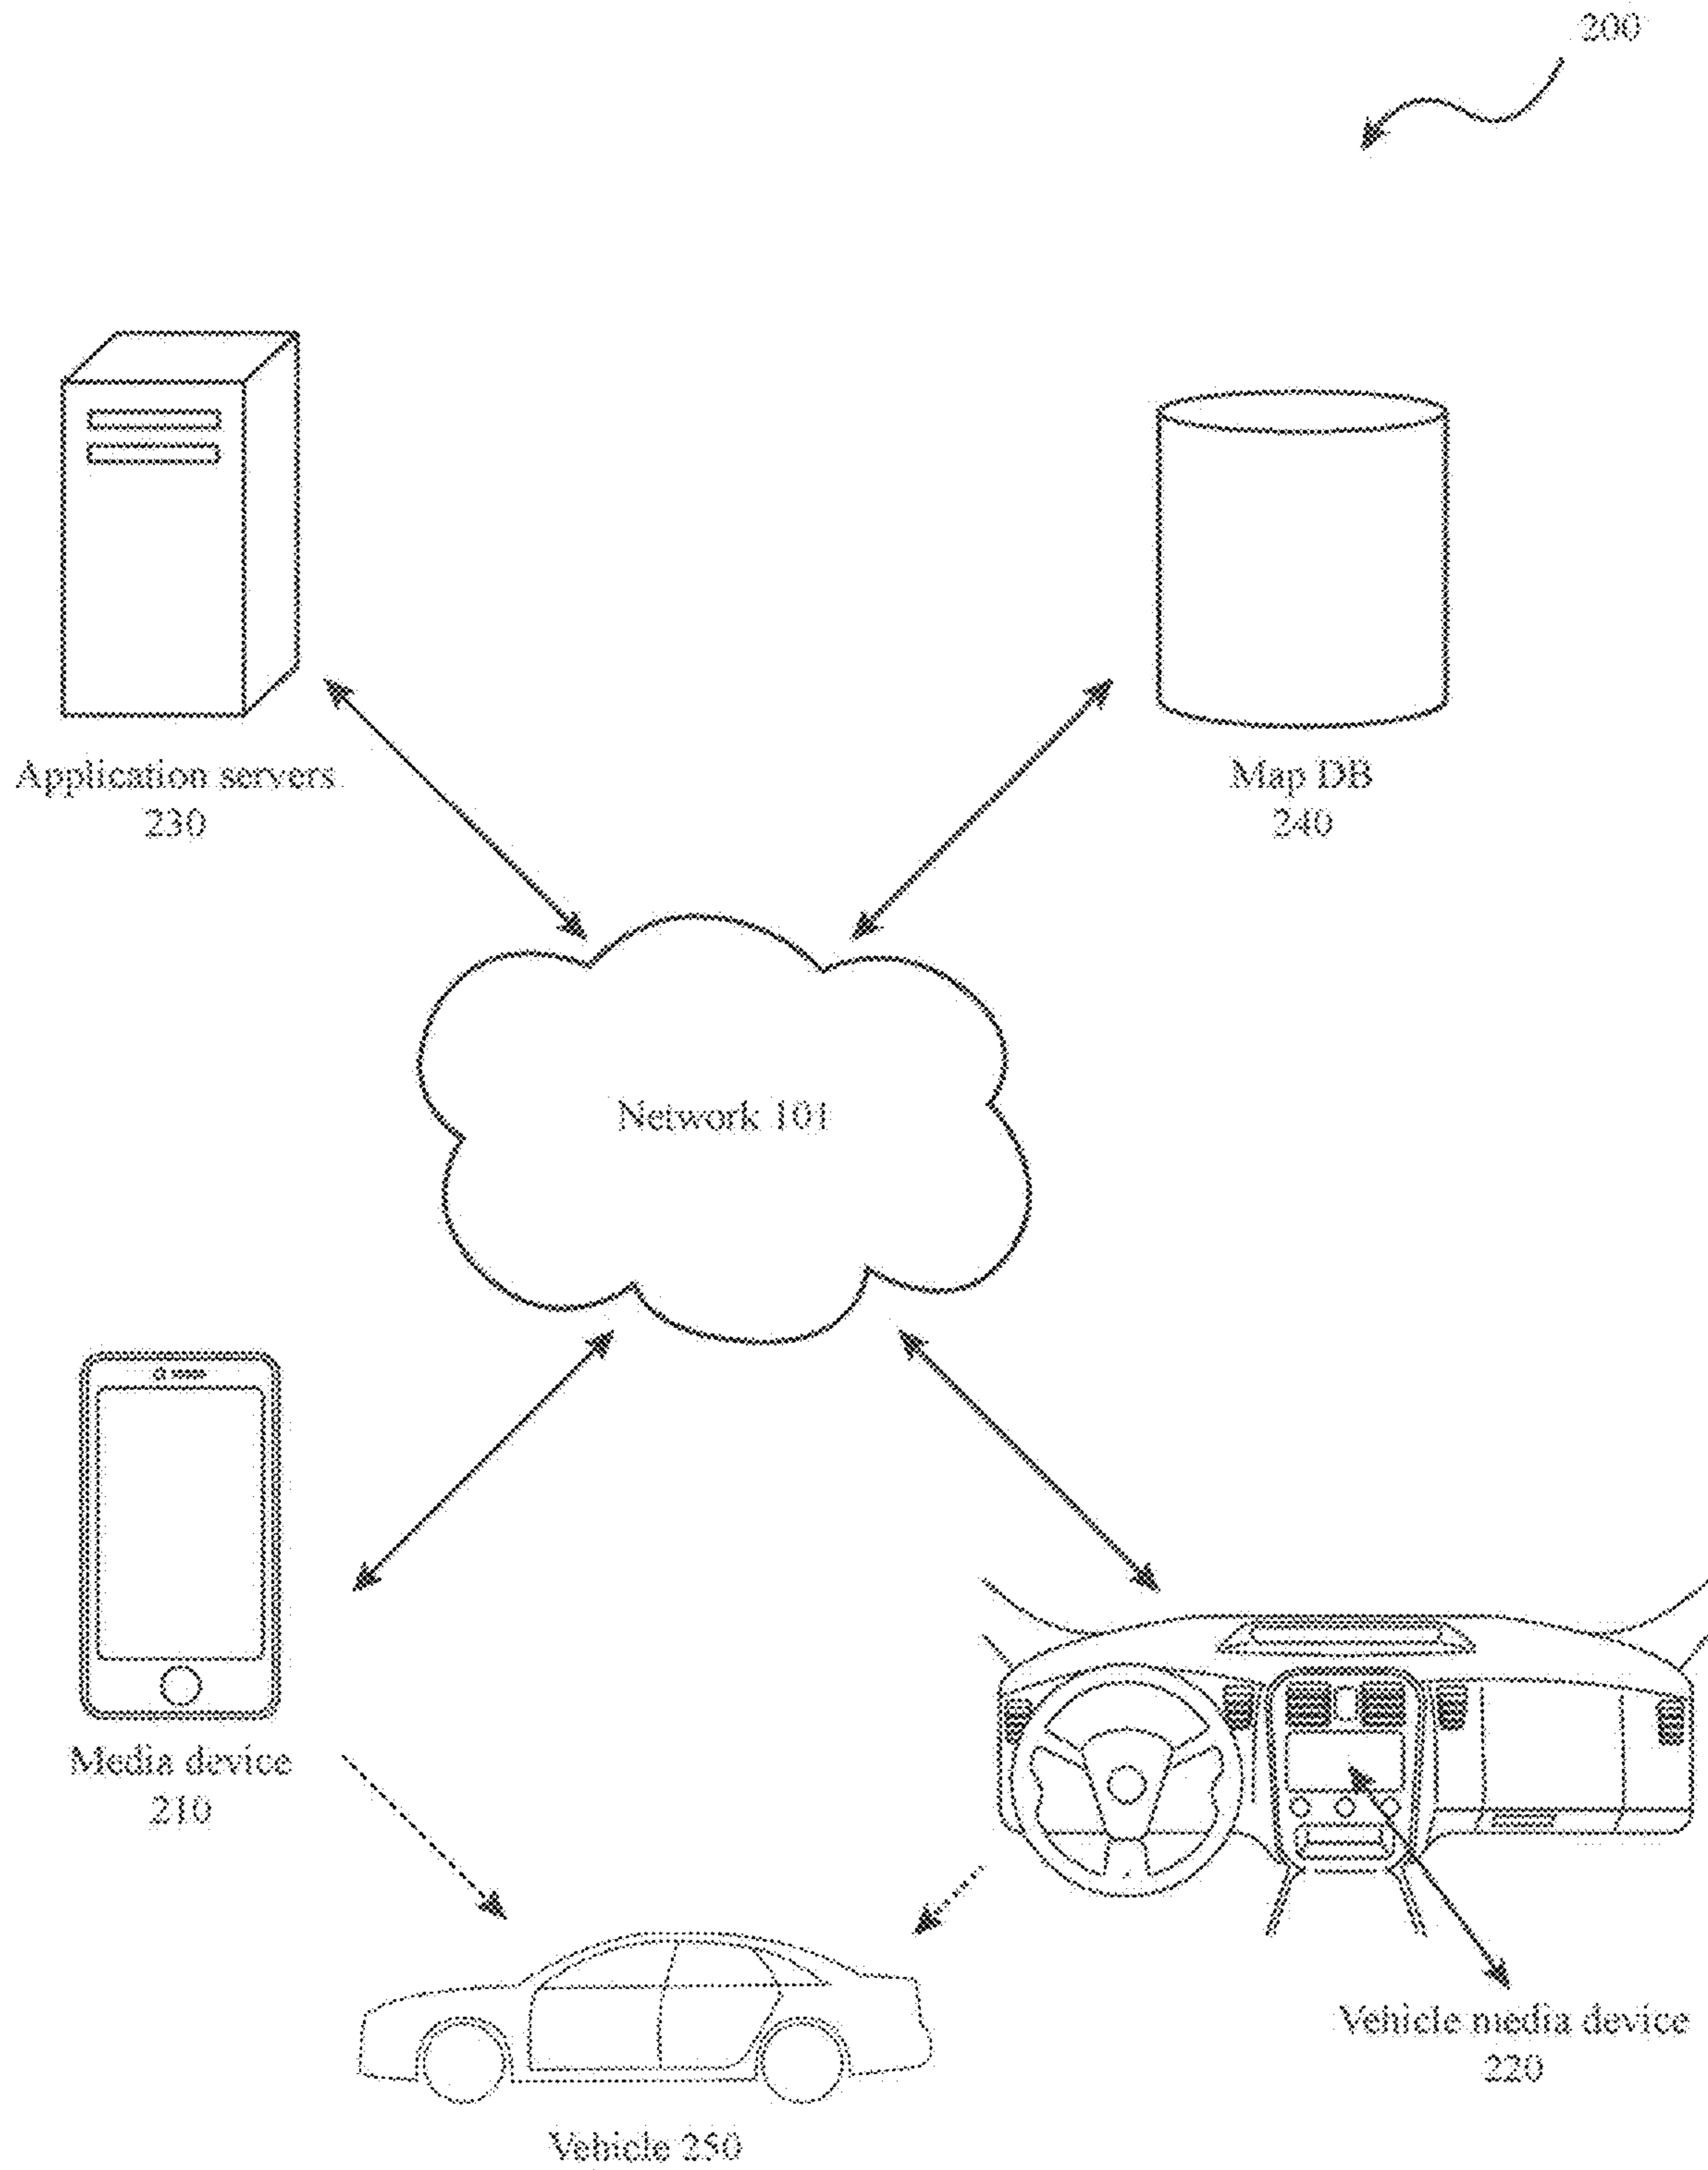 200
Application servers
230
Map DB
240
Network 101
Media device
210
Vehicle media device
220
Vehicle 250